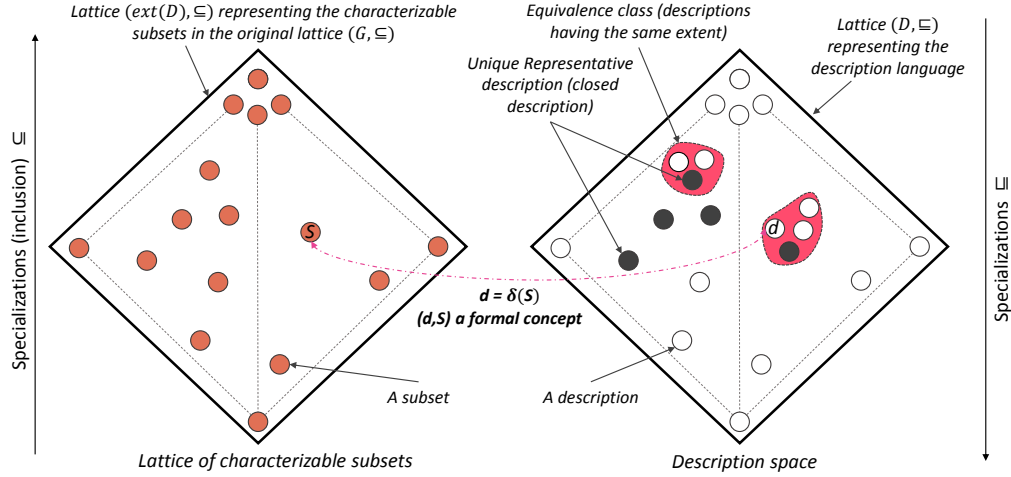 Lattice (ext(D), ⊆) representing the characterizable
subsets in the original lattice (G, ⊆)
Equivalence class (descriptions
having the same extent)
Unique Representative
description (closed
description)
Lattice (D, ⊑)
representing the
description language
Specializations (inclusion) ⊆
Specializations ⊑
S
d
d = δ(S)
(d,S) a formal concept
A subset
A description
Lattice of characterizable subsets
Description space